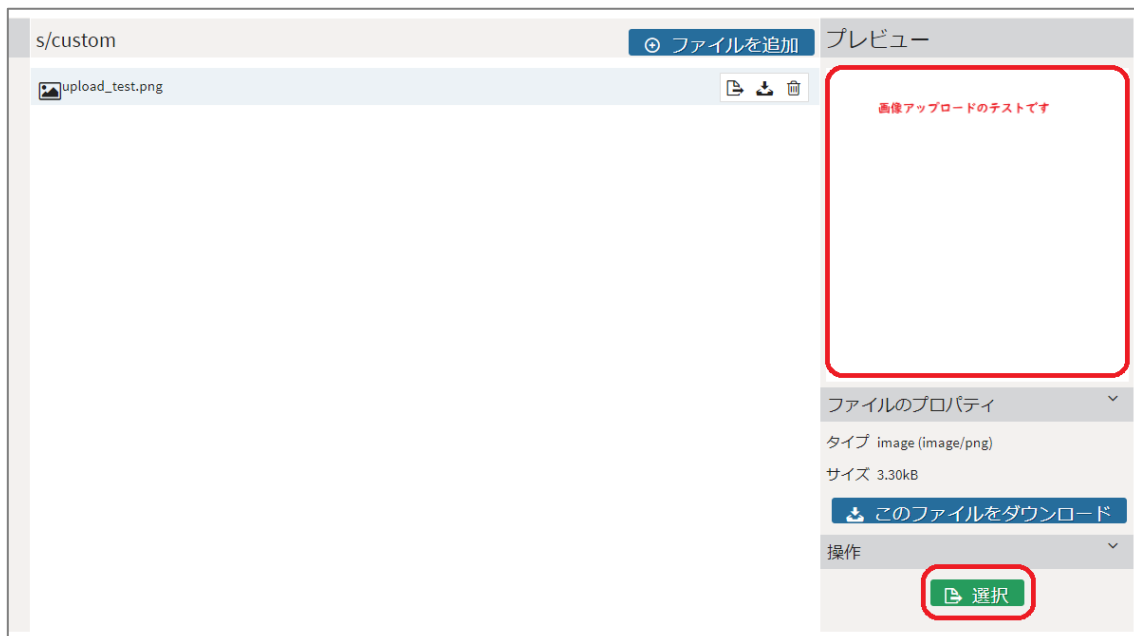 s/custom
ファイルを追加
upload_test.png
プレビュー
画像アップロードのテストです
ファイルのプロパティ
タイプ image (image/png)
サイズ 3.30kB
このファイルをダウンロード
操作
選択